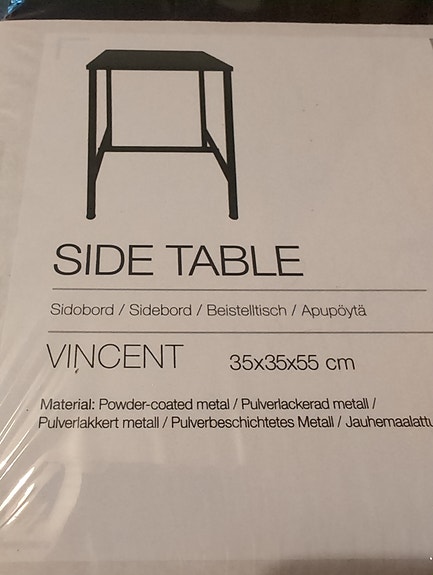 SIDE TABLE
Sidobord / Sidebord / Beistelltisch / Apupöytä
VINCENT 35x35x55 cm
Material: Powder-coated metal / Pulverlackerad metall /
Pulverlakkert metall / Pulverbeschichtetes Metall / Jauhemaalattu